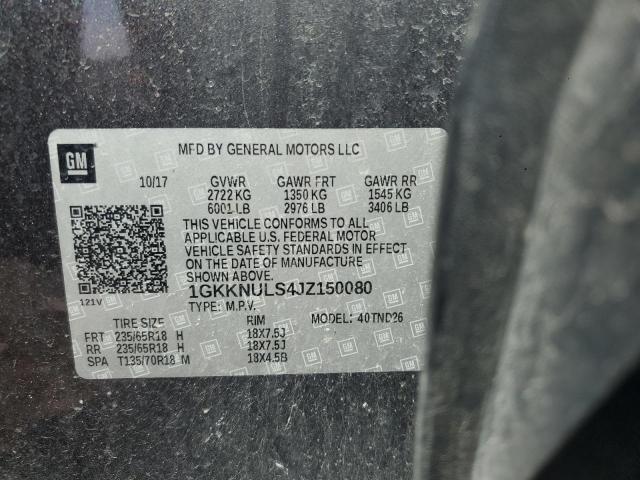 GM
MFD BY GENERAL MOTORS LLC
10/17 GVWR GAWR FRT GAWR RR
2722 KG 1350 KG 1545 KG
6001 LB 2976 LB 3406 LB
THIS VEHICLE CONFORMS TO ALL
APPLICABLE U.S. FEDERAL MOTOR
VEHICLE SAFETY STANDARDS IN EFFECT
ON THE DATE OF MANUFACTURE
SHOWN ABOVE.
121V
1GKKNULS4JZ150080
TYPE: M.P.V. MODEL: 40TND26
TIRE SIZE RIM
FRT 235/65R18 H 18X7.5J
RR 235/65R18 H 18X7.5J
SPA T135/70R18 M 18X4.5B